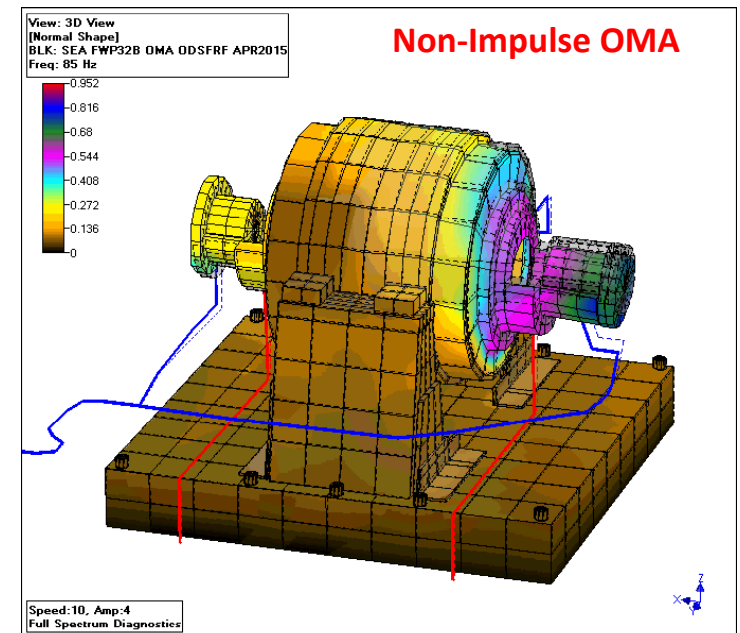 View: 3D View
[Normal Shape]
BLK: SEA FWP32B OMA ODSFRF APR2015
Freq: 85 Hz
Non-Impulse OMA
0.952
0.816
0.68
0.544
0.408
0.272
0.136
0
Z
X
Y
Speed:10, Amp:4
Full Spectrum Diagnostics